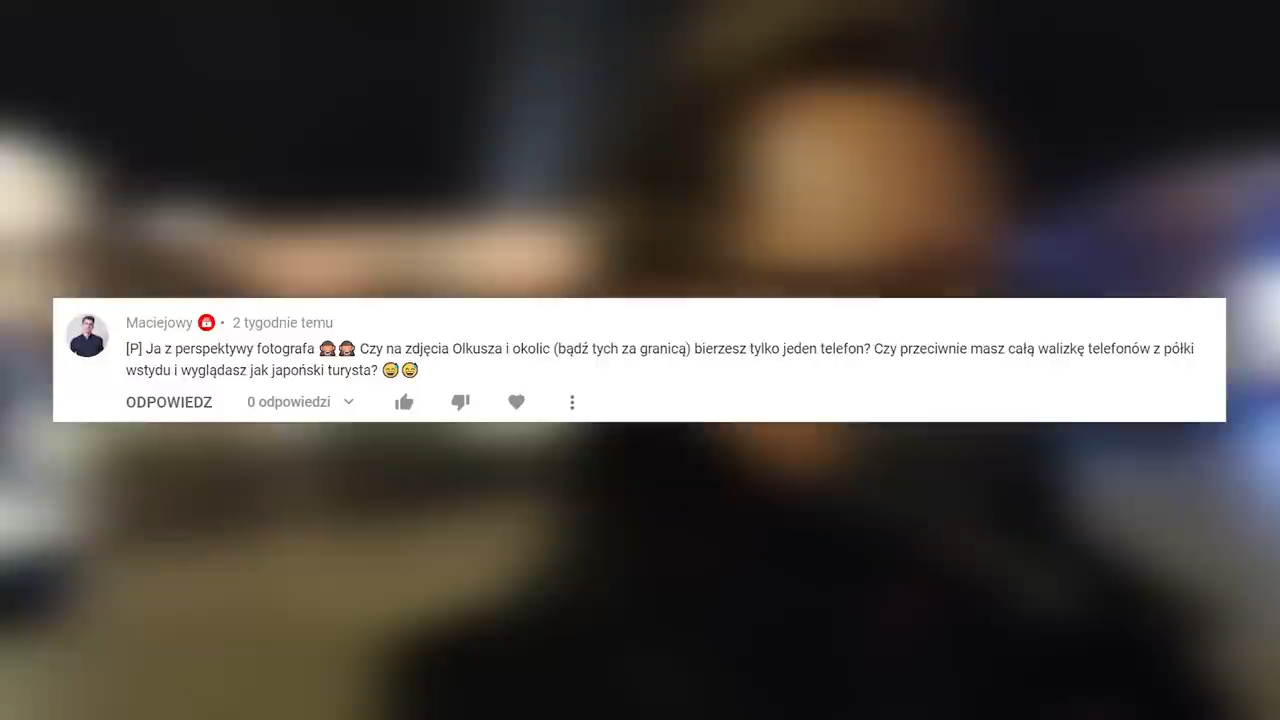 Maciejowy • 2 tygodnie temu
[P] Ja z perspektywy fotografa 🙈🙈 Czy na zdjęcia Olkusza i okolic (bądź tych za granicą) bierzesz tylko jeden telefon? Czy przeciwnie masz całą walizkę telefonów z półki
wstydu i wyglądasz jak japoński turysta? 😅😅
ODPOWIEDZ 0 odpowiedzi